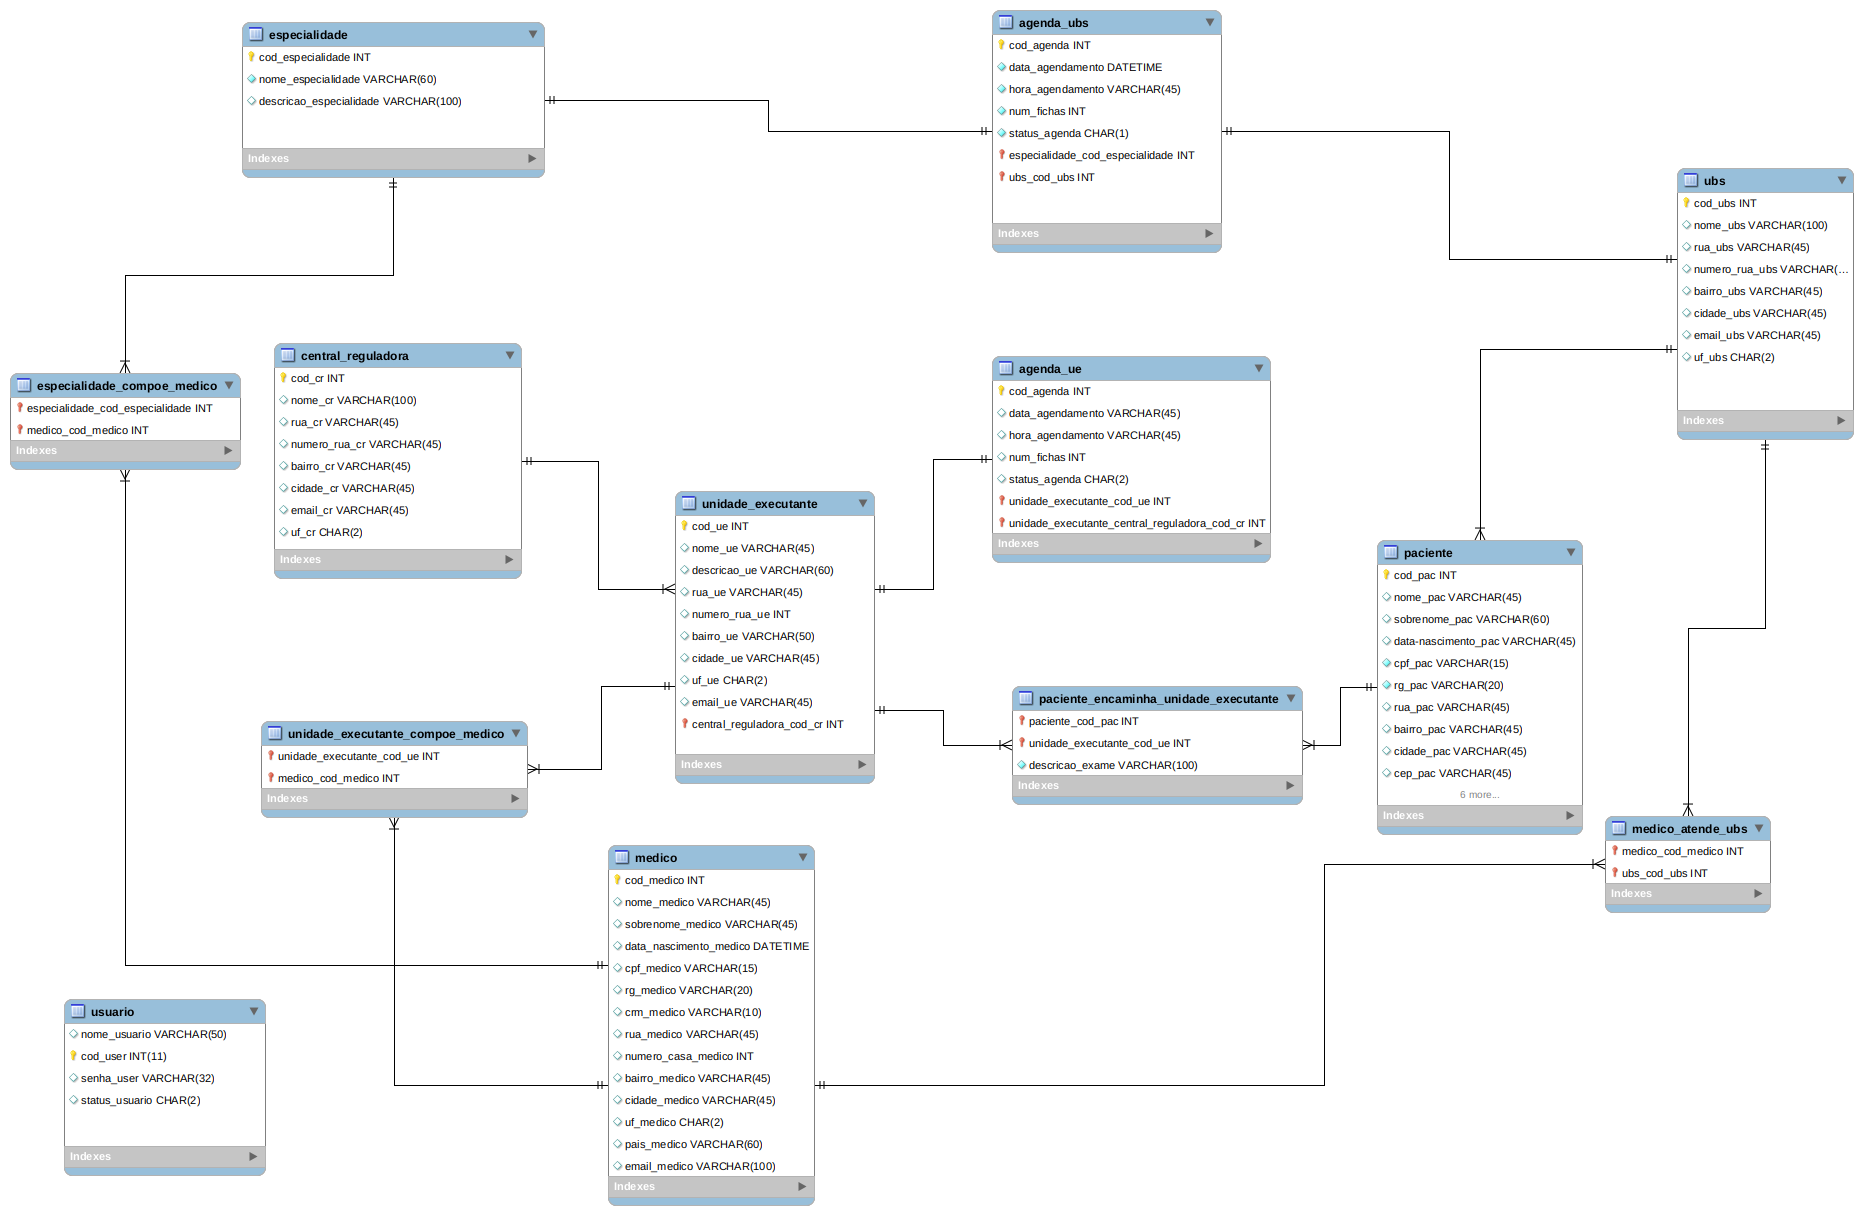 especialidade
cod_especialidade INT
nome_especialidade VARCHAR(60)
descricao_especialidade VARCHAR(100)
Indexes
agenda_ubs
cod_agenda INT
data_agendamento DATETIME
hora_agendamento VARCHAR(45)
num_fichas INT
status_agenda CHAR(1)
especialidade_cod_especialidade INT
ubs_cod_ubs INT
Indexes
ubs
cod_ubs INT
nome_ubs VARCHAR(100)
rua_ubs VARCHAR(45)
numero_rua_ubs VARCHAR(...
bairro_ubs VARCHAR(45)
cidade_ubs VARCHAR(45)
email_ubs VARCHAR(45)
uf_ubs CHAR(2)
Indexes
especialidade_compoe_medico
especialidade_cod_especialidade INT
medico_cod_medico INT
Indexes
central_reguladora
cod_cr INT
nome_cr VARCHAR(100)
rua_cr VARCHAR(45)
numero_rua_cr VARCHAR(45)
bairro_cr VARCHAR(45)
cidade_cr VARCHAR(45)
email_cr VARCHAR(45)
uf_cr CHAR(2)
Indexes
agenda_ue
cod_agenda INT
data_agendamento VARCHAR(45)
hora_agendamento VARCHAR(45)
num_fichas INT
status_agenda CHAR(2)
unidade_executante_cod_ue INT
unidade_executante_central_reguladora_cod_cr INT
Indexes
unidade_executante
cod_ue INT
nome_ue VARCHAR(45)
descricao_ue VARCHAR(60)
rua_ue VARCHAR(45)
numero_rua_ue INT
bairro_ue VARCHAR(50)
cidade_ue VARCHAR(45)
uf_ue CHAR(2)
email_ue VARCHAR(45)
central_reguladora_cod_cr INT
Indexes
paciente
cod_pac INT
nome_pac VARCHAR(45)
sobrenome_pac VARCHAR(60)
data-nascimento_pac VARCHAR(45)
cpf_pac VARCHAR(15)
rg_pac VARCHAR(20)
rua_pac VARCHAR(45)
bairro_pac VARCHAR(45)
cidade_pac VARCHAR(45)
cep_pac VARCHAR(45)
6 more...
Indexes
paciente_encaminha_unidade_executante
paciente_cod_pac INT
unidade_executante_cod_ue INT
descricao_exame VARCHAR(100)
Indexes
unidade_executante_compoe_medico
unidade_executante_cod_ue INT
medico_cod_medico INT
Indexes
medico_atende_ubs
medico_cod_medico INT
ubs_cod_ubs INT
Indexes
medico
cod_medico INT
nome_medico VARCHAR(45)
sobrenome_medico VARCHAR(45)
data_nascimento_medico DATETIME
cpf_medico VARCHAR(15)
rg_medico VARCHAR(20)
crm_medico VARCHAR(10)
rua_medico VARCHAR(45)
numero_casa_medico INT
bairro_medico VARCHAR(45)
cidade_medico VARCHAR(45)
uf_medico CHAR(2)
pais_medico VARCHAR(60)
email_medico VARCHAR(100)
Indexes
usuario
nome_usuario VARCHAR(50)
cod_user INT(11)
senha_user VARCHAR(32)
status_usuario CHAR(2)
Indexes